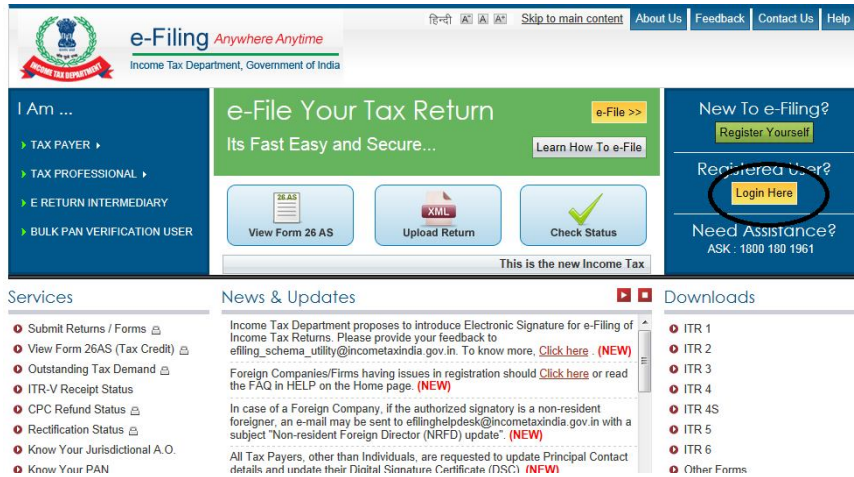 हिन्दी A⁻ A A⁺ Skip to main content About Us Feedback Contact Us Help
e-Filing Anywhere Anytime
Income Tax Department, Government of India
INCOME TAX DEPARTMENT
I Am ...
TAX PAYER
TAX PROFESSIONAL
E RETURN INTERMEDIARY
BULK PAN VERIFICATION USER
e-File Your Tax Return
e-File >>
Its Fast Easy and Secure...
Learn How To e-File
26 AS
View Form 26 AS
XML
Upload Return
Check Status
This is the new Income Tax
New To e-Filing?
Register Yourself
Registered User?
Login Here
Need Assistance?
ASK : 1800 180 1961
Services
Submit Returns / Forms
View Form 26AS (Tax Credit)
Outstanding Tax Demand
ITR-V Receipt Status
CPC Refund Status
Rectification Status
Know Your Jurisdictional A.O.
Know Your PAN
News & Updates
Income Tax Department proposes to introduce Electronic Signature for e-Filing of
Income Tax Returns. Please provide your feedback to
efiling_schema_utility@incometaxindia.gov.in. To know more, Click here . (NEW)
Foreign Companies/Firms having issues in registration should Click here or read
the FAQ in HELP on the Home page. (NEW)
In case of a Foreign Company, if the authorized signatory is a non-resident
foreigner, an e-mail may be sent to efilinghelpdesk@incometaxindia.gov.in with a
subject "Non-resident Foreign Director (NRFD) update". (NEW)
All Tax Payers, other than Individuals, are requested to update Principal Contact
details and update their Digital Signature Certificate (DSC). (NEW)
Downloads
ITR 1
ITR 2
ITR 3
ITR 4
ITR 4S
ITR 5
ITR 6
Other Forms